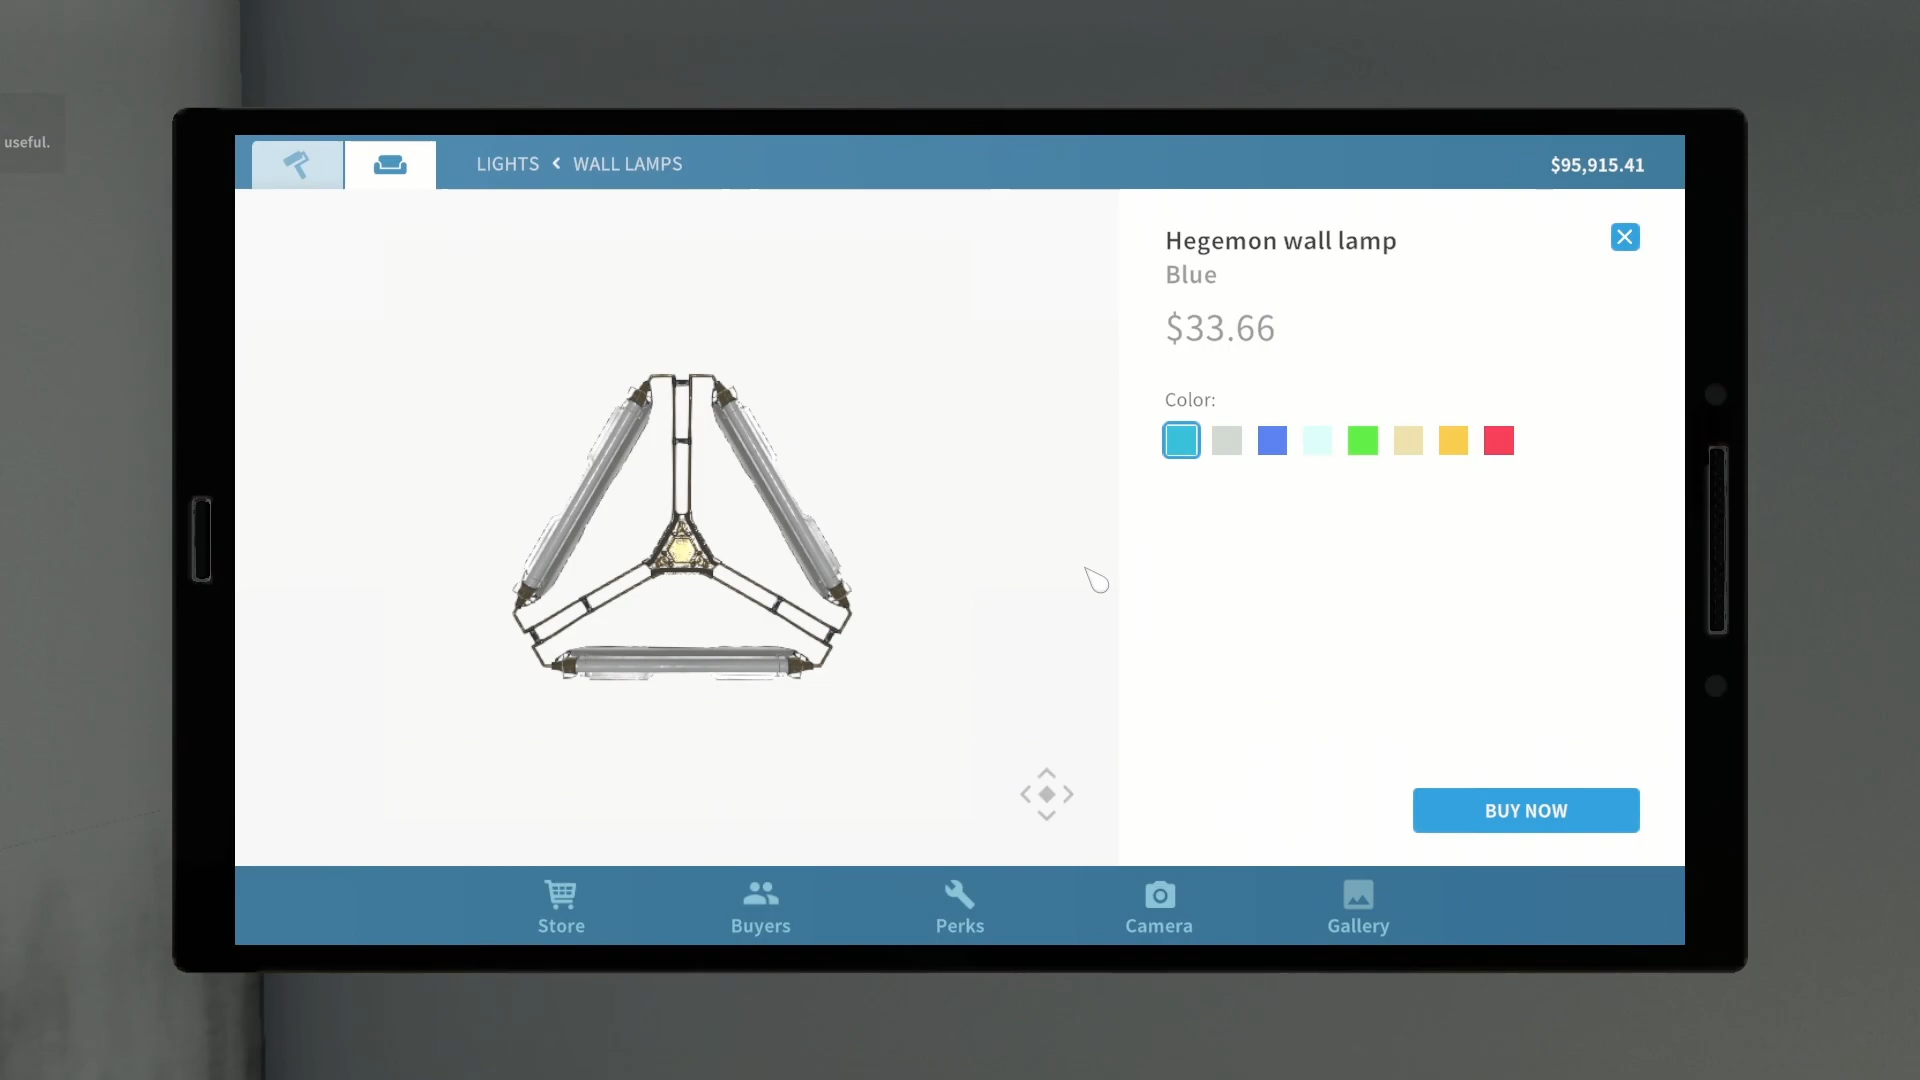 useful.
LIGHTS < WALL LAMPS
$95,915.41
Hegemon wall lamp
Blue
$33.66
Color:
BUY NOW
Store
Buyers
Perks
Camera
Gallery